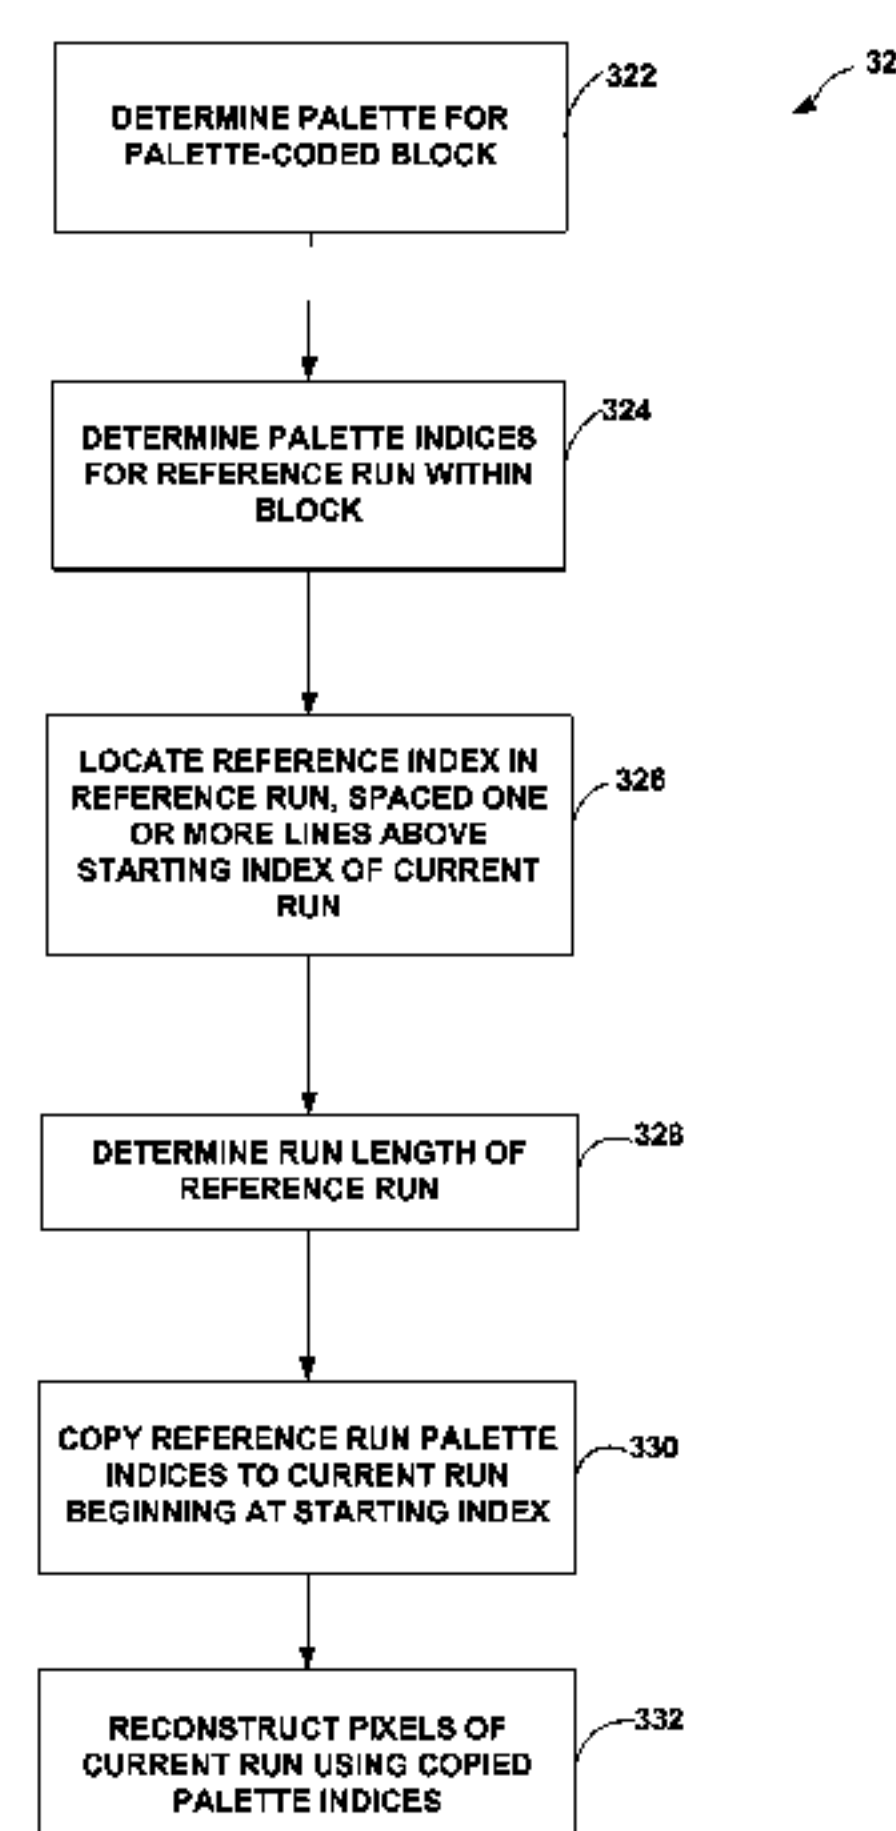 DETERMINE PALETTE FOR
PALETTE-CODED BLOCK
322
32
DETERMINE PALETTE INDICES
FOR REFERENCE RUN WITHIN
BLOCK
324
LOCATE REFERENCE INDEX IN
REFERENCE RUN, SPACED ONE
OR MORE LINES ABOVE
STARTING INDEX OF CURRENT
RUN
326
DETERMINE RUN LENGTH OF
REFERENCE RUN
328
COPY REFERENCE RUN PALETTE
INDICES TO CURRENT RUN
BEGINNING AT STARTING INDEX
330
RECONSTRUCT PIXELS OF
CURRENT RUN USING COPIED
PALETTE INDICES
332